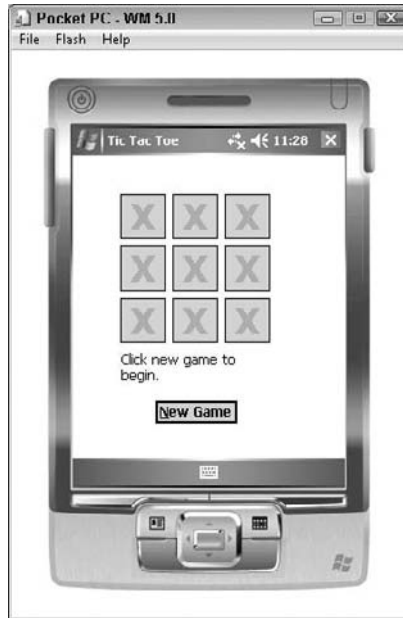 Pocket PC - WM 5.0
File Flash Help
Tic Tac Toe 11:28 X
X X X
X X X
X X X
Click new game to
begin.
New Game